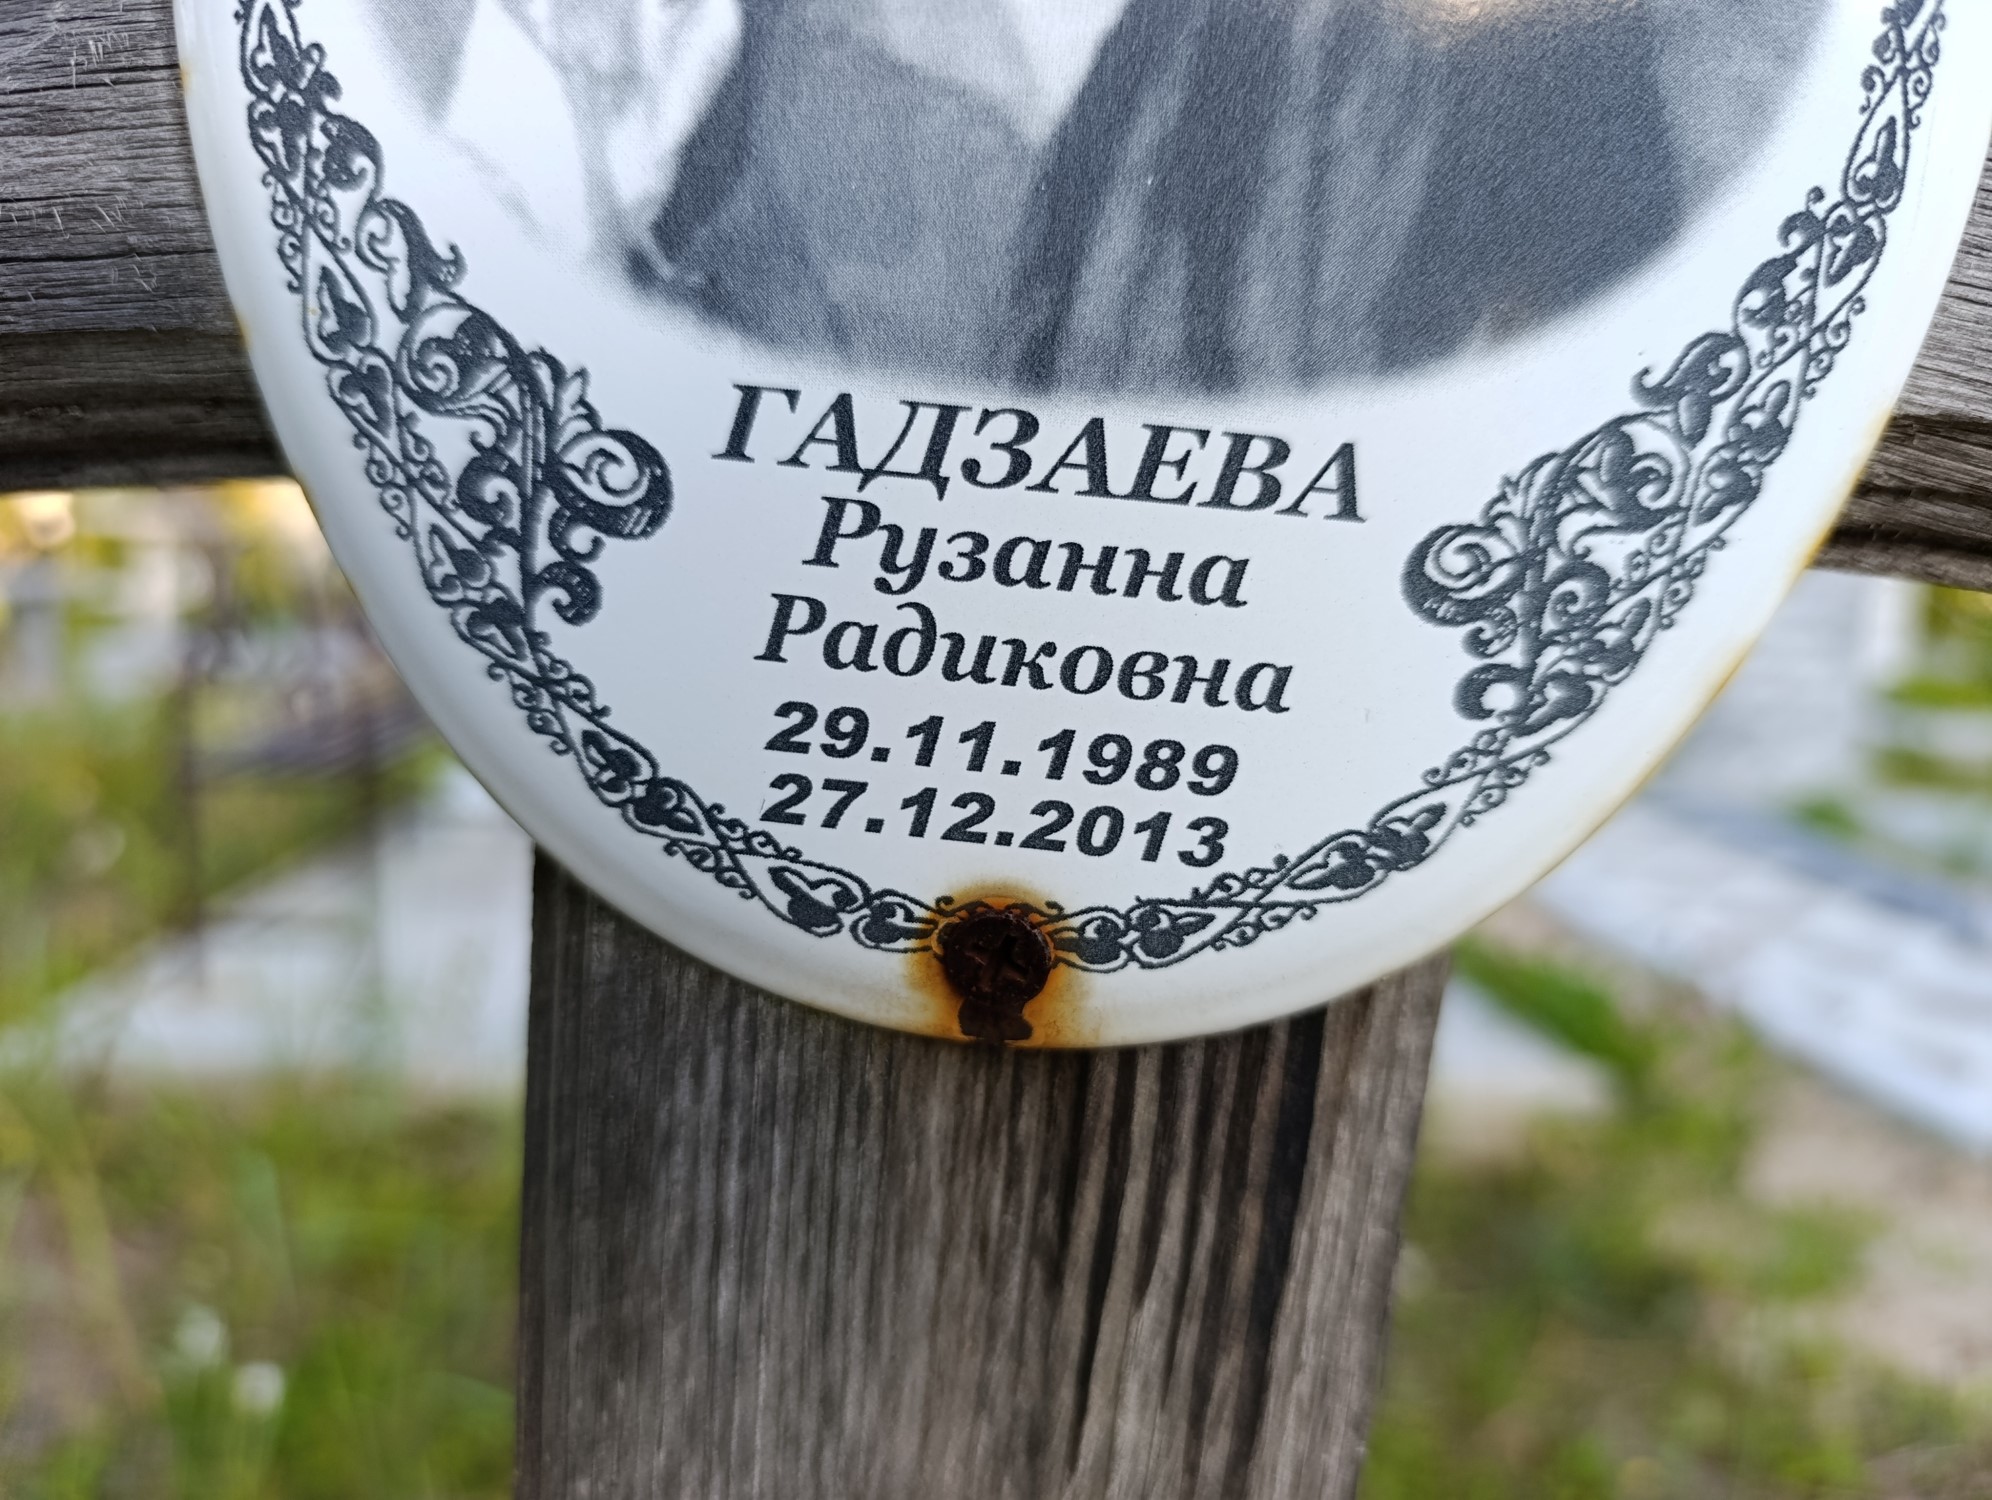 ГАДЗАЕВА
Рузанна
Радиковна
29.11.1989
27.12.2013